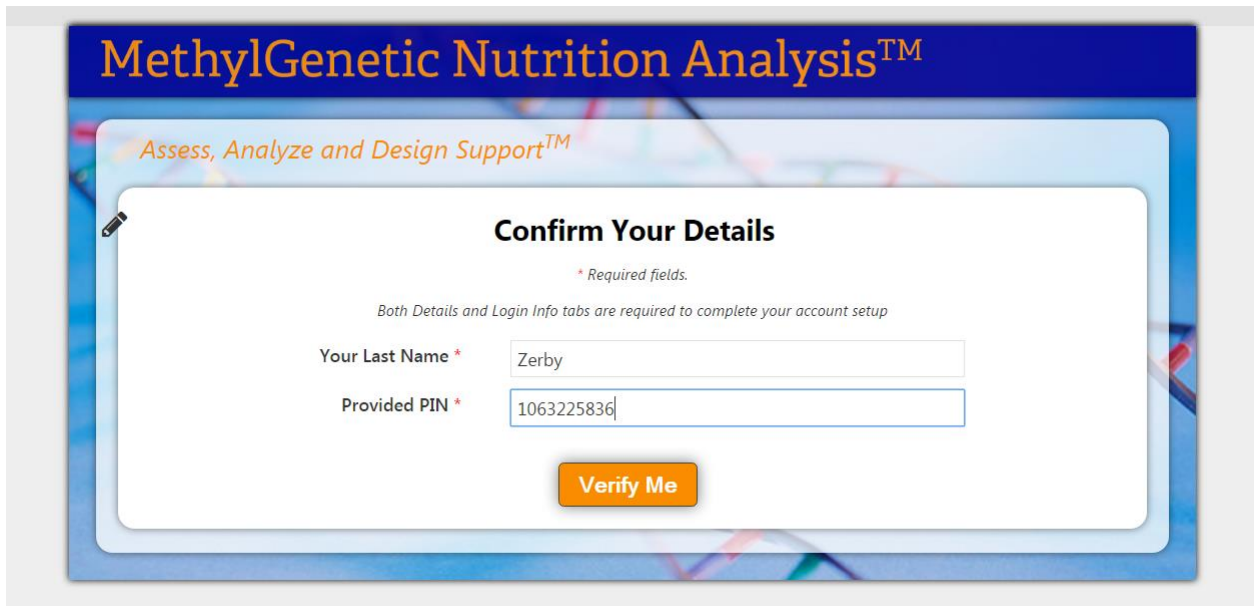 MethylGenetic Nutrition Analysis™
Assess, Analyze and Design Support™
Confirm Your Details
* Required fields.
Both Details and Login Info tabs are required to complete your account setup
Your Last Name * Zerby
Provided PIN * 1063225836
Verify Me